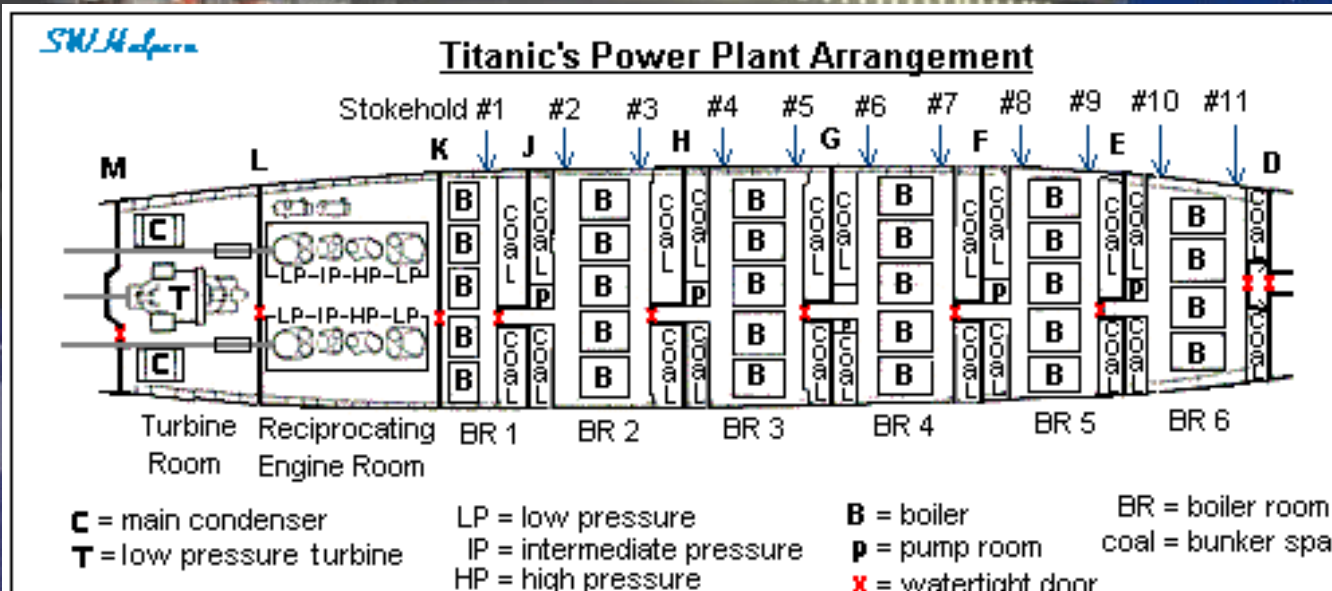 SW Halpern
Titanic's Power Plant Arrangement
Stokehold #1 #2 #3 #4 #5 #6 #7 #8 #9 #10 #11
M L K J H G F E D
C
B B B B B B
coal coal coal coal coal coal coal coal coal coal coal
B B B B B B
LP-IP-HP-LP
T
B B B B B
P P P P P
LP-IP-HP-LP
B B B B B B
coal coal coal coal coal coal coal coal coal coal coal
C
B B B B B B
Turbine Room
Reciprocating Engine Room
BR 1 BR 2 BR 3 BR 4 BR 5 BR 6
C = main condenser
T = low pressure turbine
LP = low pressure
IP = intermediate pressure
HP = high pressure
B = boiler
P = pump room
X = watertight door
BR = boiler room
coal = bunker spa